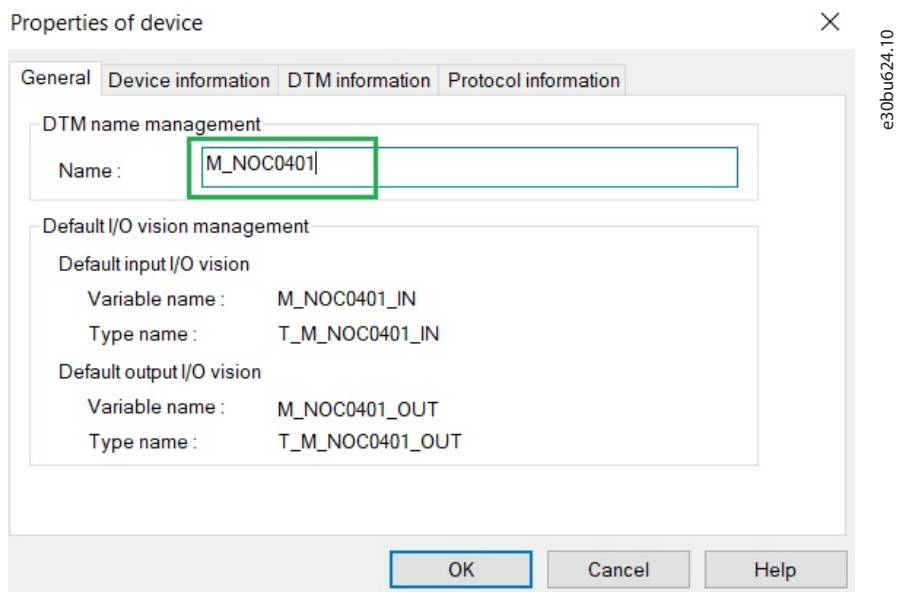 Properties of device
General Device information DTM information Protocol information
DTM name management
Name : M_NOC0401
Default I/O vision management
Default input I/O vision
Variable name : M_NOC0401_IN
Type name : T_M_NOC0401_IN
Default output I/O vision
Variable name : M_NOC0401_OUT
Type name : T_M_NOC0401_OUT
OK Cancel Help
e30bu624.10